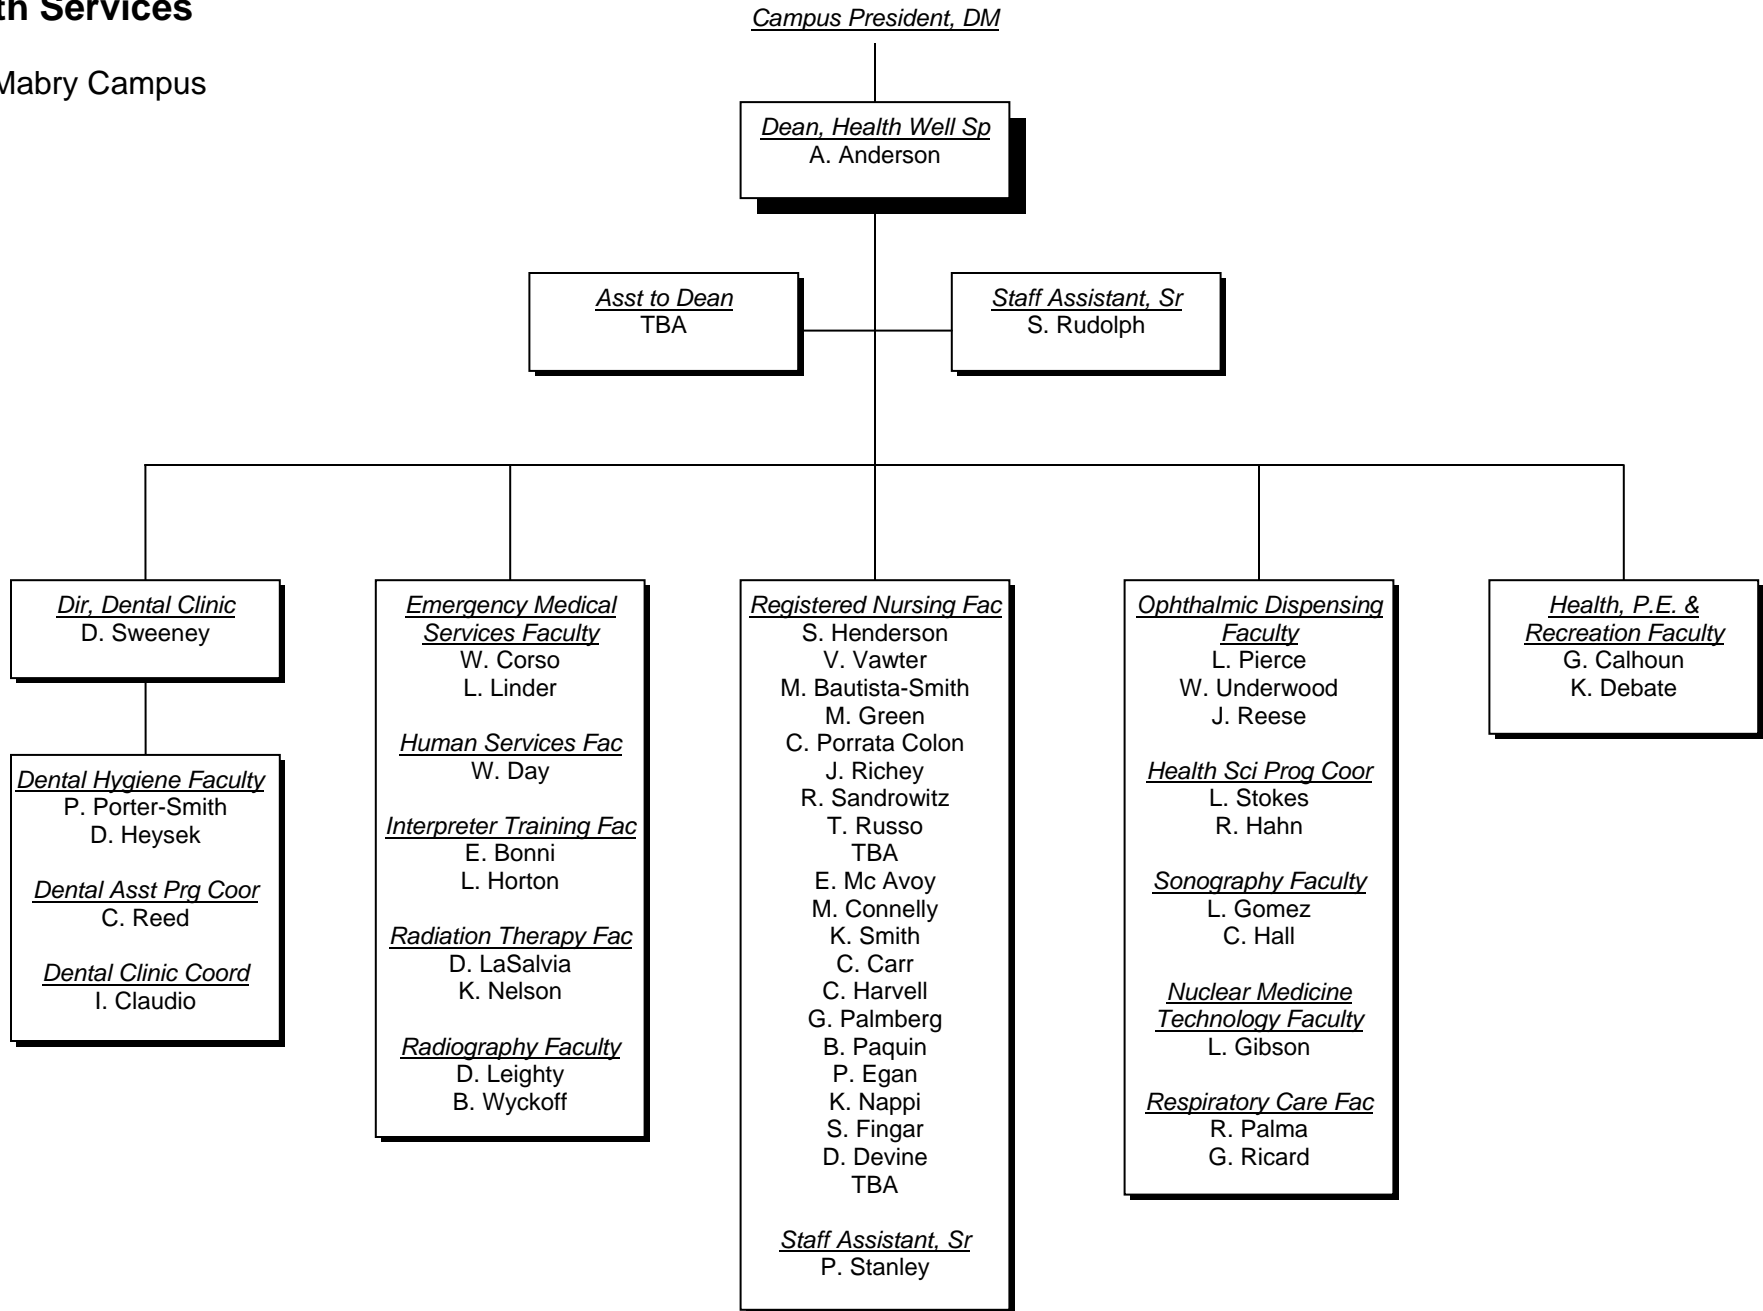 th Services
Mabry Campus
Campus President, DM
Dean, Health Well Sp
A. Anderson
Asst to Dean
TBA
Staff Assistant, Sr
S. Rudolph
Dir, Dental Clinic
D. Sweeney
Dental Hygiene Faculty
P. Porter-Smith
D. Heysek
Dental Asst Prg Coor
C. Reed
Dental Clinic Coord
I. Claudio
Emergency Medical
Services Faculty
W. Corso
L. Linder
Human Services Fac
W. Day
Interpreter Training Fac
E. Bonni
L. Horton
Radiation Therapy Fac
D. LaSalvia
K. Nelson
Radiography Faculty
D. Leighty
B. Wyckoff
Registered Nursing Fac
S. Henderson
V. Vawter
M. Bautista-Smith
M. Green
C. Porrata Colon
J. Richey
R. Sandrowitz
T. Russo
TBA
E. Mc Avoy
M. Connelly
K. Smith
C. Carr
C. Harvell
G. Palmberg
B. Paquin
P. Egan
K. Nappi
S. Fingar
D. Devine
TBA
Staff Assistant, Sr
P. Stanley
Ophthalmic Dispensing
Faculty
L. Pierce
W. Underwood
J. Reese
Health Sci Prog Coor
L. Stokes
R. Hahn
Sonography Faculty
L. Gomez
C. Hall
Nuclear Medicine
Technology Faculty
L. Gibson
Respiratory Care Fac
R. Palma
G. Ricard
Health, P.E. &
Recreation Faculty
G. Calhoun
K. Debate